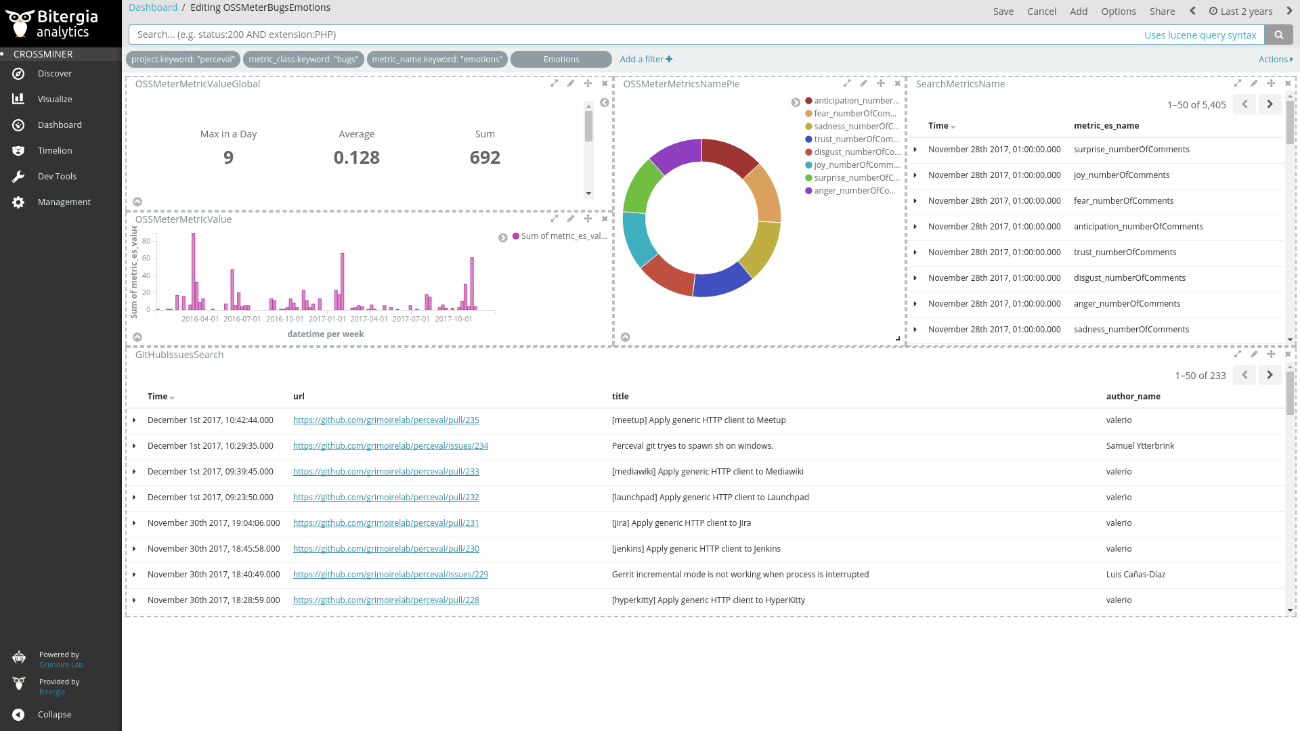 Bitergia
analytics
CROSSMINER
Discover
Visualize
Dashboard
Timelion
Dev Tools
Management
Powered by
Grimoire Lab
Provided by
Bitergia
Collapse
Dashboard / Editing OSSMeterBugsEmotions
Save Cancel Add Options Share Last 2 years
Search... (e.g. status:200 AND extension:PHP) Uses lucene query syntax
project.keyword: "perceval" metric_class.keyword: "bugs" metric_name.keyword: "emotions" Emotions Add a filter Actions
OSSMeterMetricValueGlobal
Max in a Day Average Sum
9 0.128 692
OSSMeterMetricValue
Sum of metric_es_value
80
60
40
20
0
2016-04-01 2016-07-01 2016-10-01 2017-01-01 2017-04-01 2017-07-01 2017-10-01
datetime per week
Sum of metric_es_val...
OSSMeterMetricsNamePie
anticipation_number...
fear_numberOfCom...
sadness_numberOfC...
trust_numberOfCom...
disgust_numberOfCo...
joy_numberOfComm...
surprise_numberOfC...
anger_numberOfCo...
SearchMetricsName
1–50 of 5,405
Time metric_es_name
November 28th 2017, 01:00:00.000 surprise_numberOfComments
November 28th 2017, 01:00:00.000 joy_numberOfComments
November 28th 2017, 01:00:00.000 fear_numberOfComments
November 28th 2017, 01:00:00.000 anticipation_numberOfComments
November 28th 2017, 01:00:00.000 trust_numberOfComments
November 28th 2017, 01:00:00.000 disgust_numberOfComments
November 28th 2017, 01:00:00.000 anger_numberOfComments
November 28th 2017, 01:00:00.000 sadness_numberOfComments
GitHubIssuesSearch
1–50 of 233
Time url title author_name
December 1st 2017, 10:42:44.000 https://github.com/grimoirelab/perceval/pull/235 [meetup] Apply generic HTTP client to Meetup valerio
December 1st 2017, 10:29:35.000 https://github.com/grimoirelab/perceval/issues/234 Perceval git tryes to spawn sh on windows. Samuel Ytterbrink
December 1st 2017, 09:39:45.000 https://github.com/grimoirelab/perceval/pull/233 [mediawiki] Apply generic HTTP client to Mediawiki valerio
December 1st 2017, 09:23:50.000 https://github.com/grimoirelab/perceval/pull/232 [launchpad] Apply generic HTTP client to Launchpad valerio
November 30th 2017, 19:04:06.000 https://github.com/grimoirelab/perceval/pull/231 [jira] Apply generic HTTP client to Jira valerio
November 30th 2017, 18:45:58.000 https://github.com/grimoirelab/perceval/pull/230 [jenkins] Apply generic HTTP client to Jenkins valerio
November 30th 2017, 18:40:49.000 https://github.com/grimoirelab/perceval/issues/229 Gerrit incremental mode is not working when process is interrupted Luis Cañas-Díaz
November 30th 2017, 18:28:59.000 https://github.com/grimoirelab/perceval/pull/228 [hyperkitty] Apply generic HTTP client to HyperKitty valerio